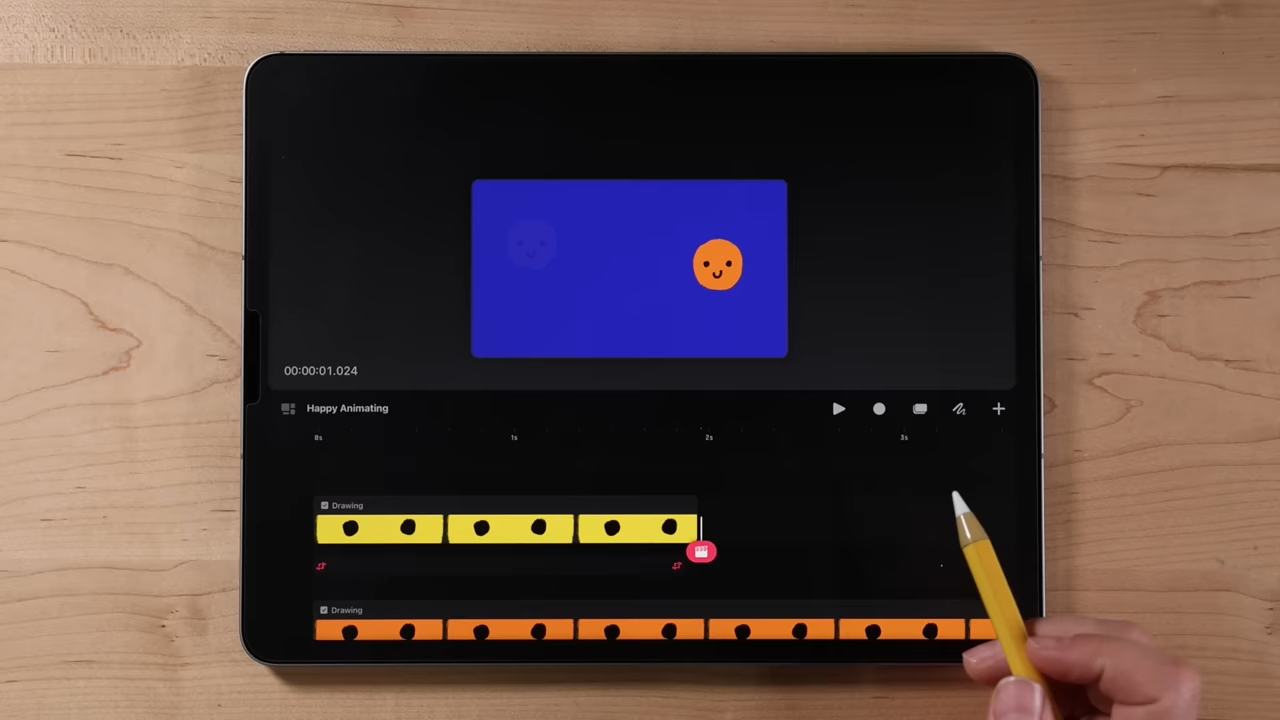 00:00:01.024
Happy Animating
0s 1s 2s 3s
Drawing
Drawing